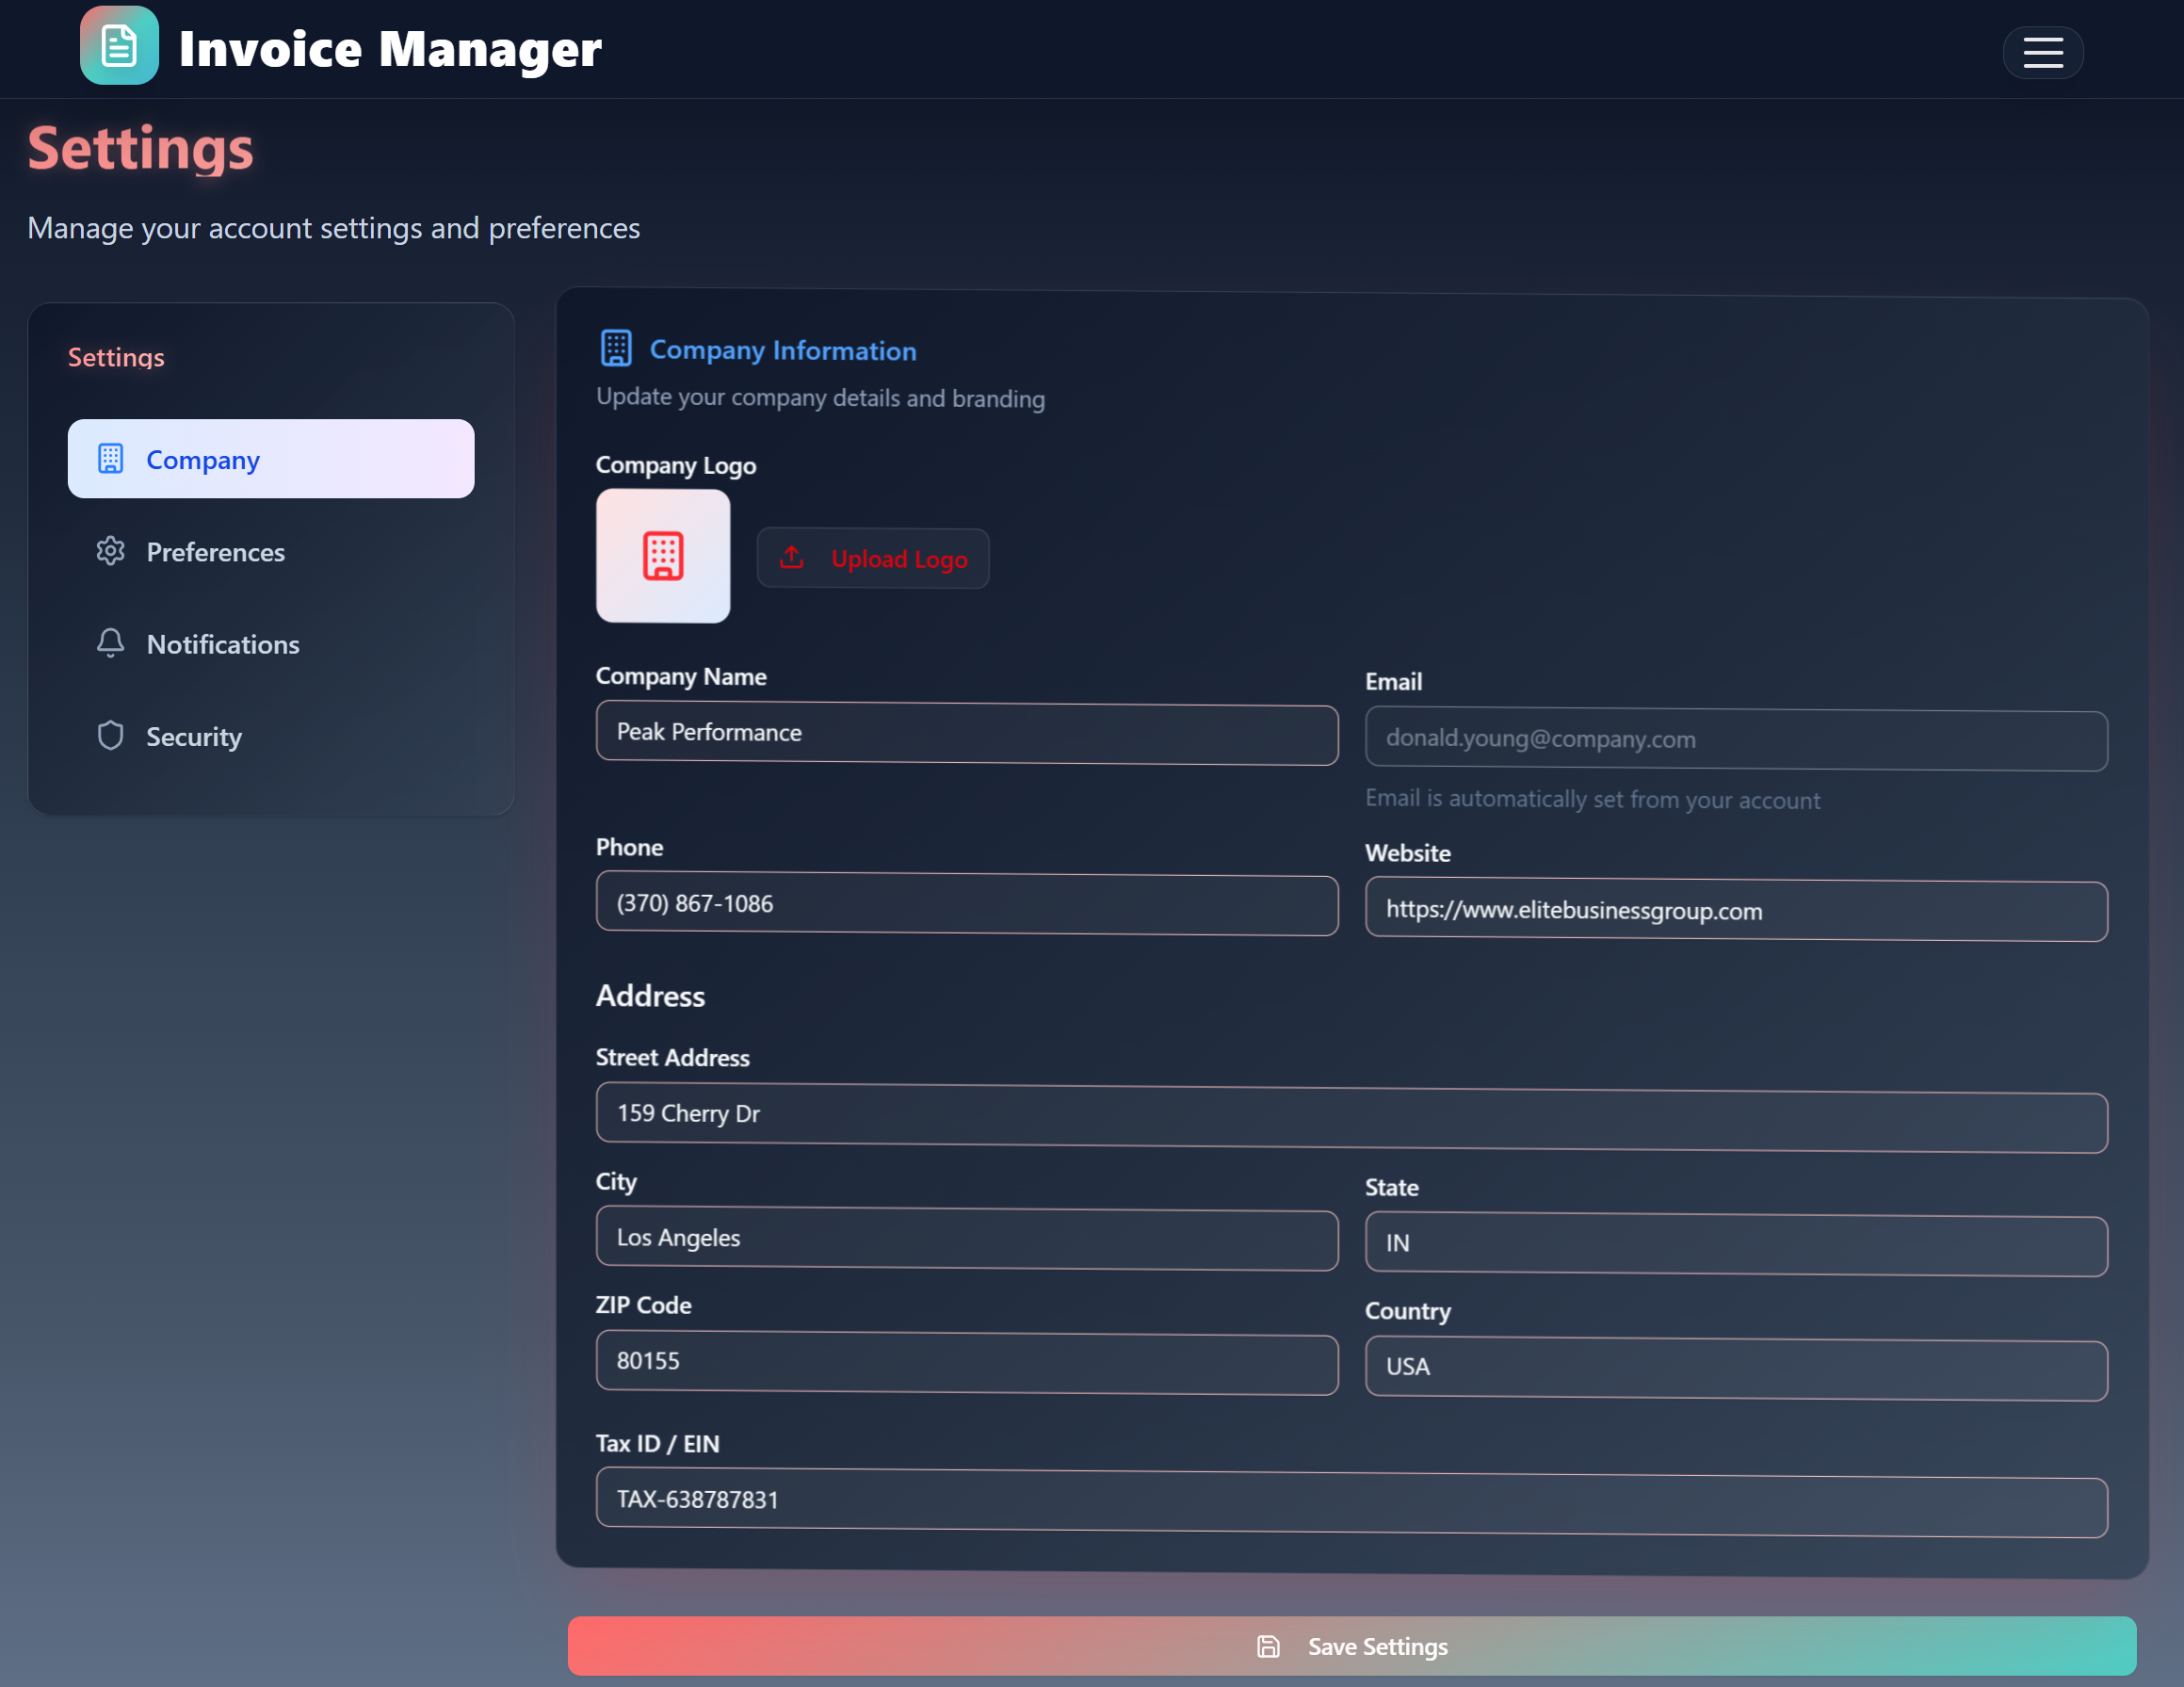 Invoice Manager
Settings
Manage your account settings and preferences
Settings
Company
Preferences
Notifications
Security
Company Information
Update your company details and branding
Company Logo
Upload Logo
Company Name
Peak Performance
Email
donald.young@company.com
Email is automatically set from your account
Phone
(370) 867-1086
Website
https://www.elitebusinessgroup.com
Address
Street Address
159 Cherry Dr
City
Los Angeles
State
IN
ZIP Code
80155
Country
USA
Tax ID / EIN
TAX-638787831
Save Settings